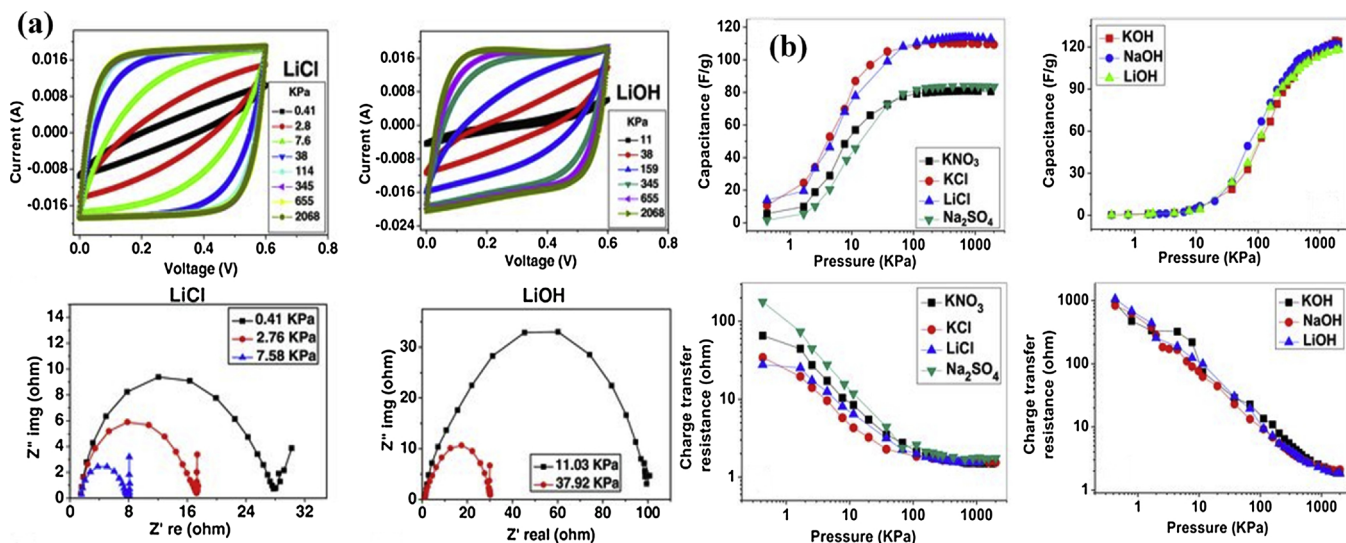 (a)
Current (A)
0.016
0.008
0.000
-0.008
-0.016
LiCl
KPa
0.41
2.8
7.6
38
114
345
655
2068
0.0 0.2 0.4 0.6
Voltage (V)
Current (A)
0.016
0.008
0.000
-0.008
-0.016
-0.024
LiOH
KPa
11
38
159
345
655
2068
0.0 0.2 0.4 0.6
Voltage (V)
(b)
Capacitance (F/g)
120
100
80
60
40
20
0
KNO3
KCl
LiCl
Na2SO4
1 10 100 1000
Pressure (KPa)
Capacitance (F/g)
120
90
60
30
0
KOH
NaOH
LiOH
1 10 100 1000
Pressure (KPa)
LiCl
Z'' Img (ohm)
14
12
10
8
6
4
2
0
0.41 KPa
2.76 KPa
7.58 KPa
0 8 16 24 32
Z' re (ohm)
LiOH
Z'' Img (ohm)
40
30
20
10
0
11.03 KPa
37.92 KPa
0 20 40 60 80 100
Z' real (ohm)
Charge transfer
resistance (ohm)
100
10
1
KNO3
KCl
LiCl
Na2SO4
1 10 100 1000
Pressure (KPa)
Charge transfer
resistance (ohm)
1000
100
10
1
KOH
NaOH
LiOH
1 10 100 1000
Pressure (KPa)